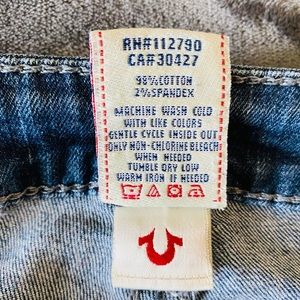 RN#112790
CA#30427
98% COTTON
2% SPANDEX
MACHINE WASH COLD
WITH LIKE COLORS
GENTLE CYCLE INSIDE OUT
ONLY NON-CHLORINE BLEACH
WHEN NEEDED
TUMBLE DRY LOW
WARM IRON IF NEEDED